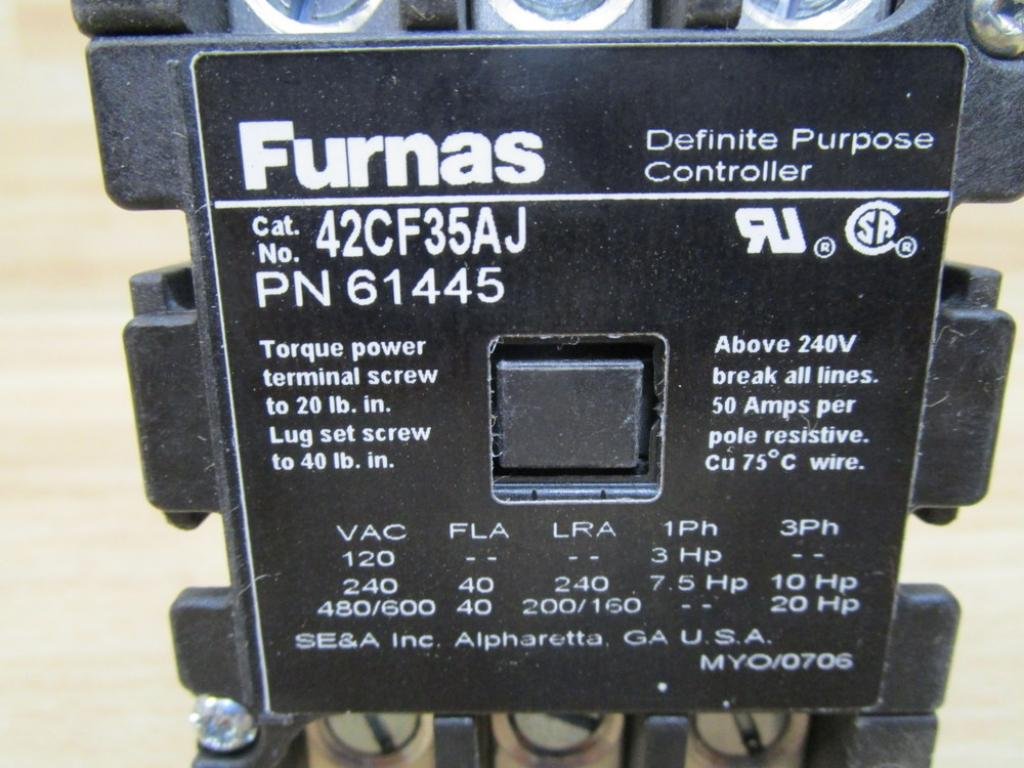 Furnas
Definite Purpose
Controller
Cat.
No. 42CF35AJ
PN 61445
Torque power
terminal screw
to 20 lb. in.
Lug set screw
to 40 lb. in.
Above 240V
break all lines.
50 Amps per
pole resistive.
Cu 75°C wire.
VAC FLA LRA 1Ph 3Ph
120 -- -- 3 Hp --
240 40 240 7.5 Hp 10 Hp
480/600 40 200/160 -- 20 Hp
SE&A Inc. Alpharetta, GA U.S.A.
MYO/0706